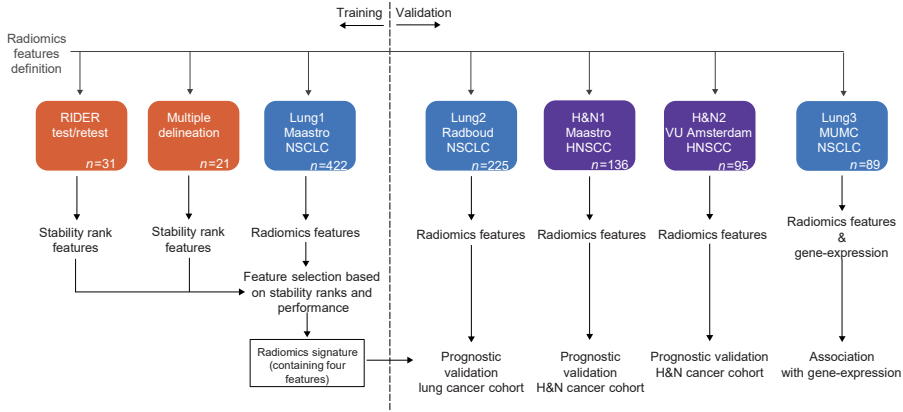 Training
Validation
Radiomics
features
definition
RIDER
test/retest
n=31
Multiple
delineation
n=21
Lung1
Maastro
NSCLC
n=422
Lung2
Radboud
NSCLC
n=225
H&N1
Maastro
HNSCC
n=136
H&N2
VU Amsterdam
HNSCC
n=95
Lung3
MUMC
NSCLC
n=89
Stability rank
features
Stability rank
features
Radiomics features
Radiomics features
Radiomics features
Radiomics features
Radiomics features
&
gene-expression
Feature selection based
on stability ranks and
performance
Radiomics signature
(containing four
features)
Prognostic
validation
lung cancer cohort
Prognostic
validation
H&N cancer cohort
Prognostic validation
H&N cancer cohort
Association
with gene-expression